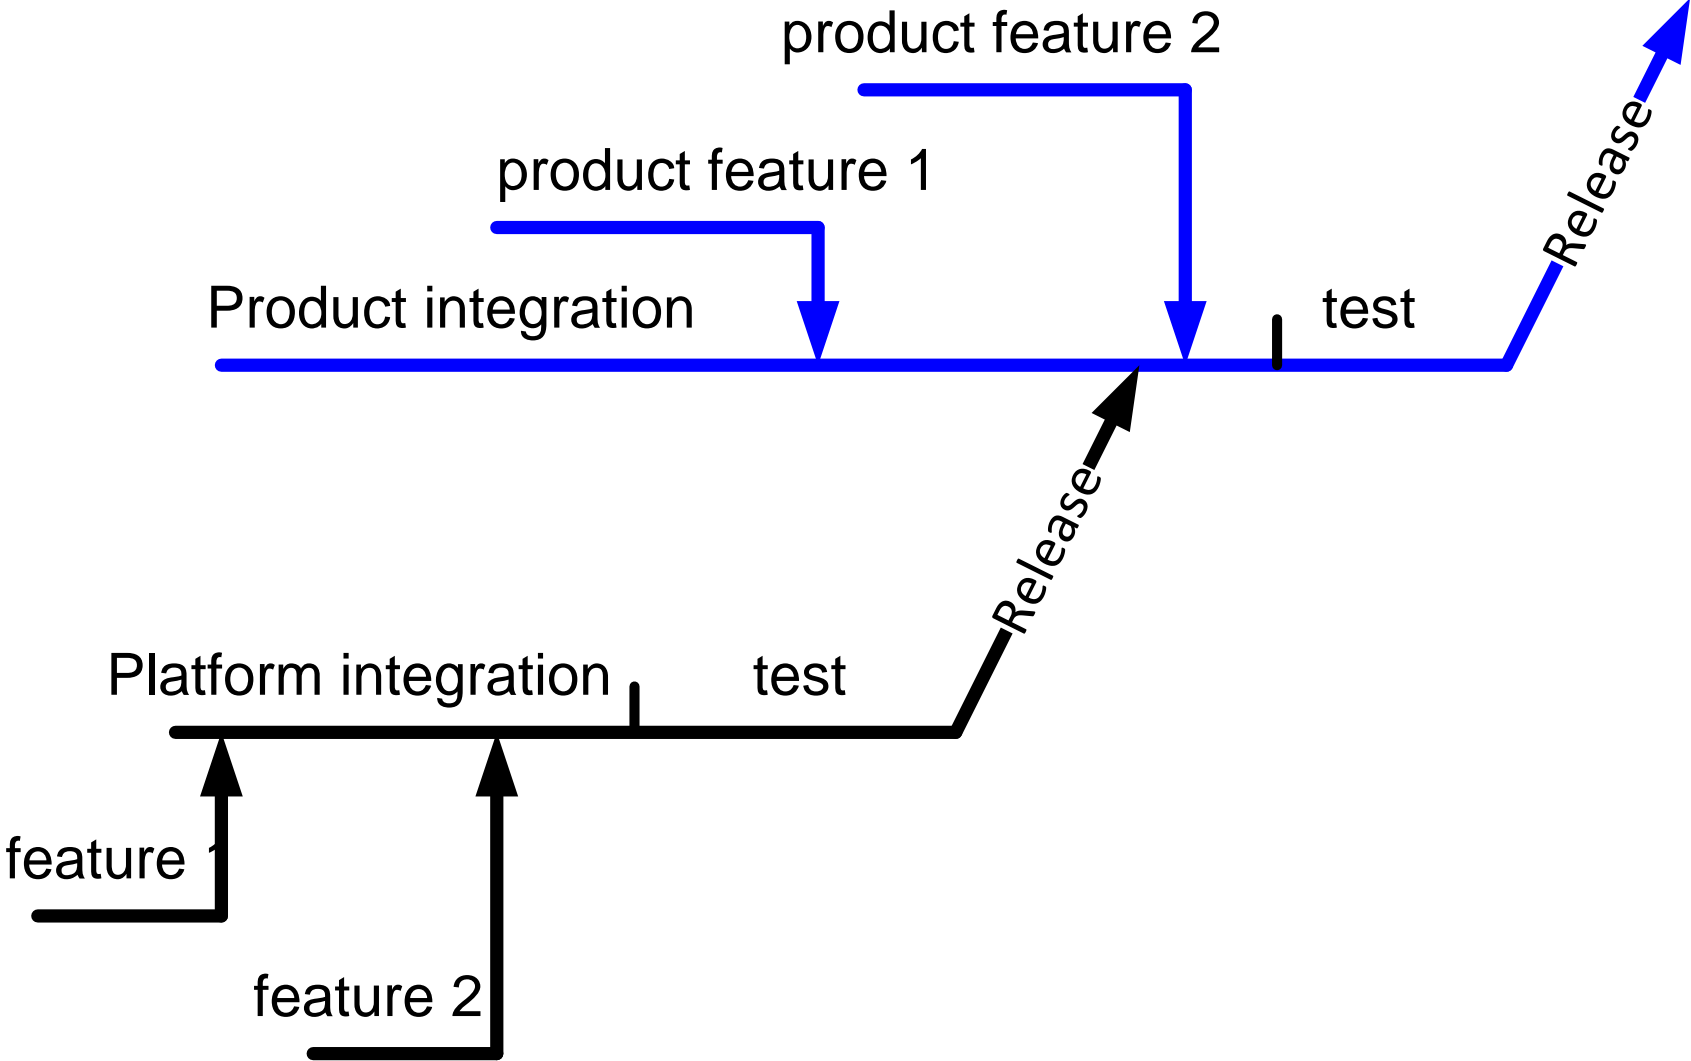 product feature 2
product feature 1
Product integration
test
Release
Release
Platform integration
test
feature 1
feature 2